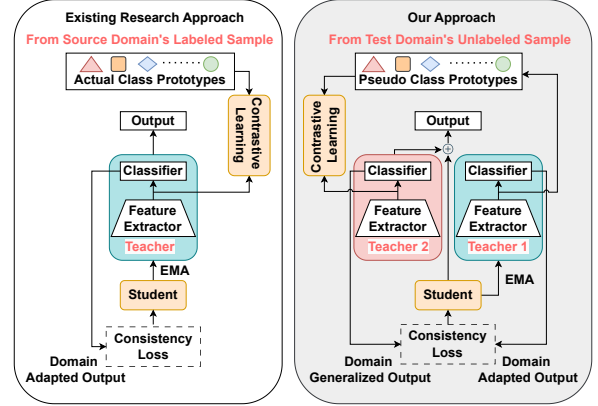 Existing Research Approach
From Source Domain's Labeled Sample
Actual Class Prototypes
Contrastive
Learning
Output
Classifier
Feature
Extractor
Teacher
EMA
Student
Consistency
Loss
Domain
Adapted Output
Our Approach
From Test Domain's Unlabeled Sample
Pseudo Class Prototypes
Contrastive
Learning
Output
Classifier
Feature
Extractor
Teacher 2
Classifier
Feature
Extractor
Teacher 1
EMA
Student
Consistency
Loss
Domain
Generalized Output
Domain
Adapted Output